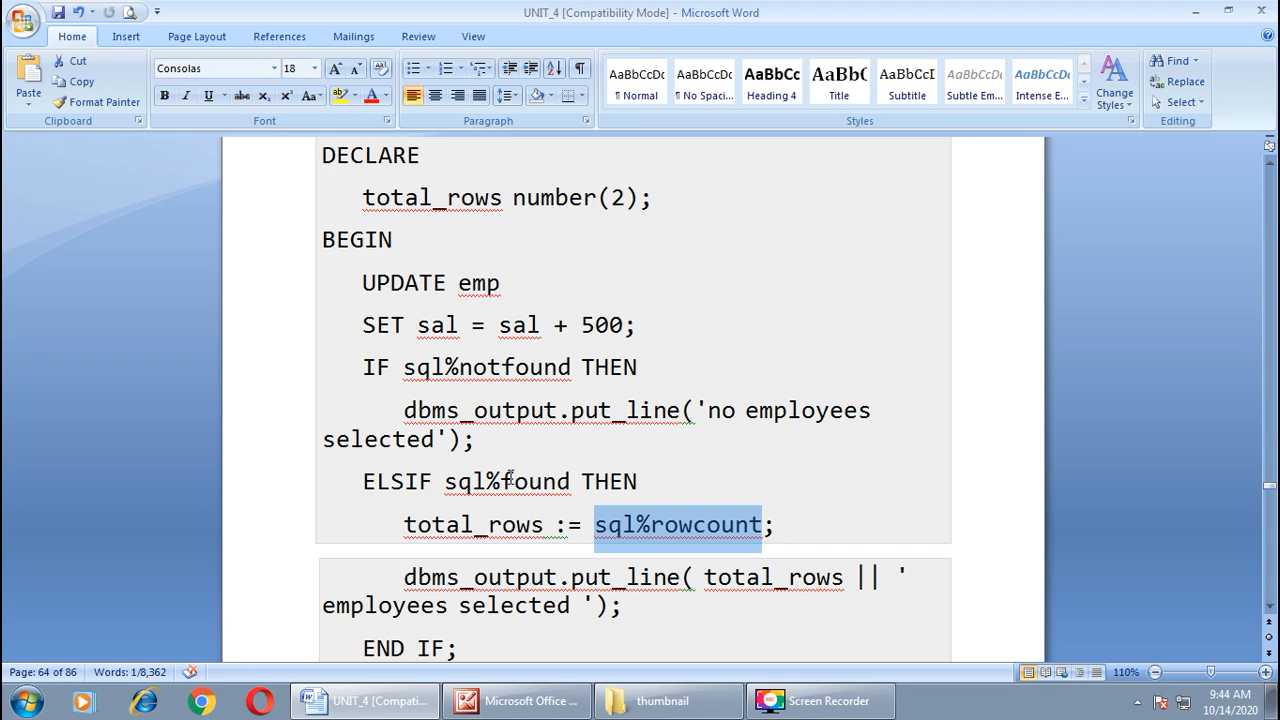 UNIT_4 [Compatibility Mode] - Microsoft Word
Home Insert Page Layout References Mailings Review View
Paste
Cut
Copy
Format Painter
Clipboard
Consolas 18
B I U abc x₂ x² Aa
Font
Paragraph
AaBbCcDc AaBbCcDc AaBbCc AaBb( AaBbCcI AaBbCcDc AaBbCcDc
¶ Normal ¶ No Spaci... Heading 4 Title Subtitle Subtle Em... Intense E...
Change Styles
Styles
Find
Replace
Select
Editing
DECLARE
total_rows number(2);
BEGIN
UPDATE emp
SET sal = sal + 500;
IF sql%notfound THEN
dbms_output.put_line('no employees
selected');
ELSIF sql%found THEN
total_rows := sql%rowcount;
dbms_output.put_line( total_rows || '
employees selected ');
END IF;
Page: 64 of 86 Words: 1/8,362 110%
UNIT_4 [Compati... Microsoft Office ... thumbnail Screen Recorder
9:44 AM
10/14/2020